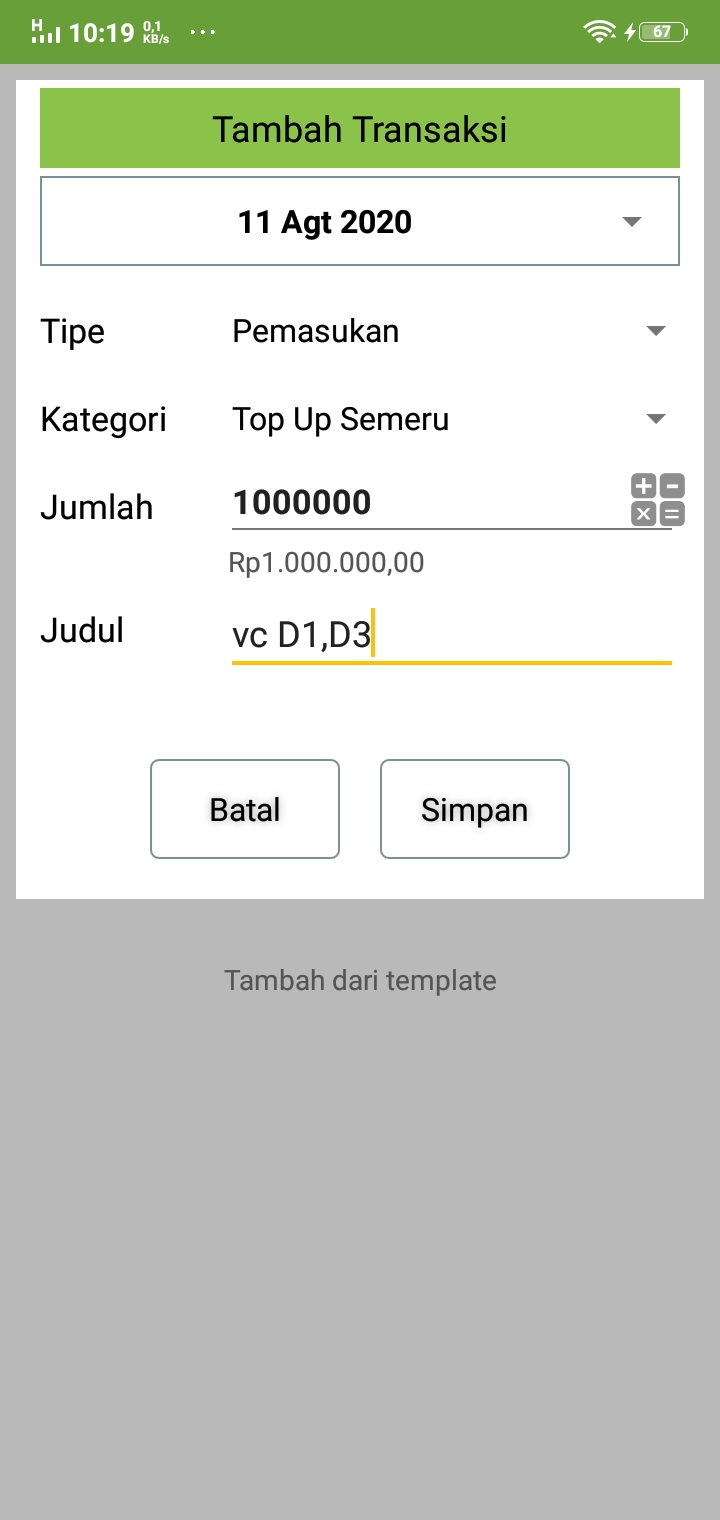 H 10:19 0,1 KB/s ... 67
Tambah Transaksi
11 Agt 2020
Tipe Pemasukan
Kategori Top Up Semeru
Jumlah 1000000
Rp1.000.000,00
Judul vc D1,D3
Batal Simpan
Tambah dari template